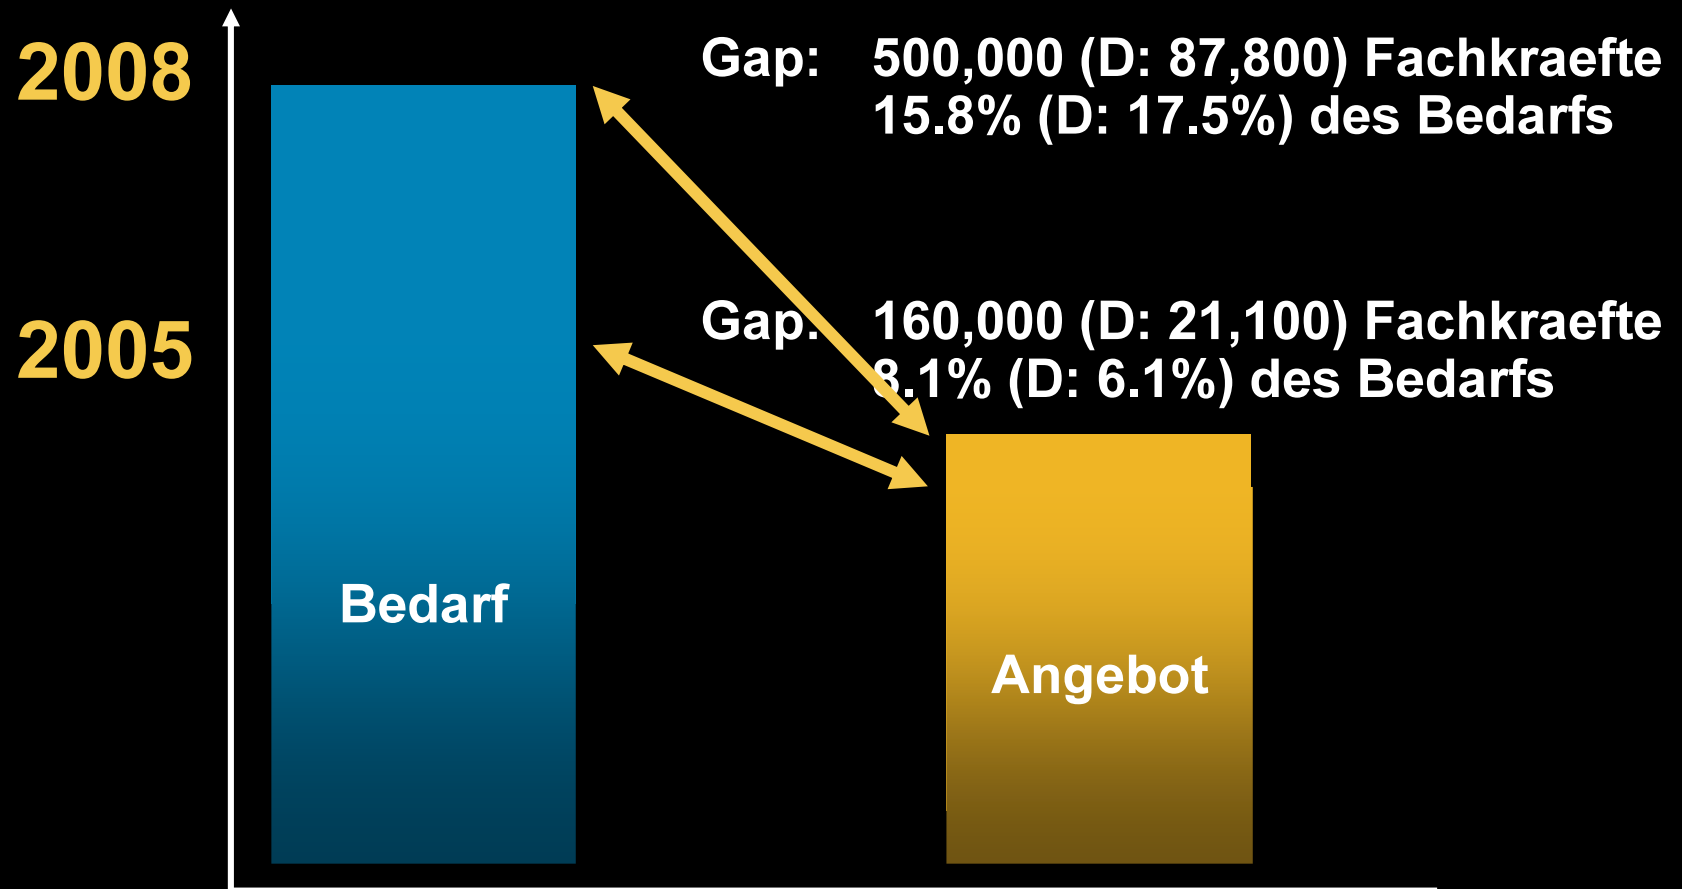 2008
Gap: 500,000 (D: 87,800) Fachkraefte
15.8% (D: 17.5%) des Bedarfs
2005
Gap: 160,000 (D: 21,100) Fachkraefte
8.1% (D: 6.1%) des Bedarfs
Bedarf
Angebot